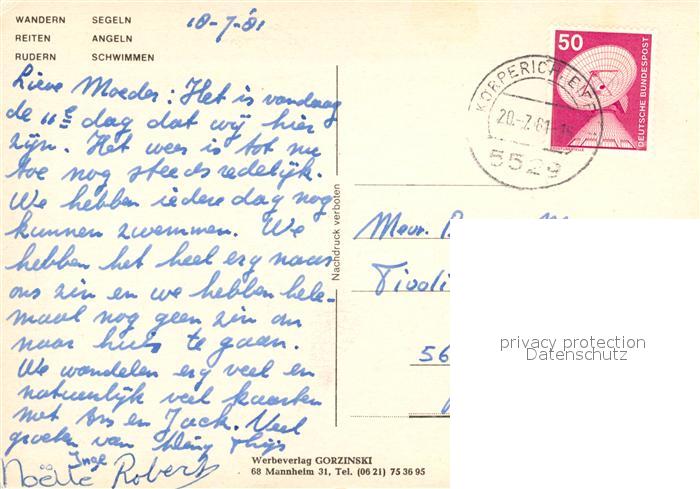 WANDERN SEGELN
REITEN ANGELN
RUDERN SCHWIMMEN
18-7-'81
Lieve Moeder: Het is vandaag
de 11e dag dat wij hier
zijn. Het weer is tot nu
toe nog steeds redelijk.
We hebben iedere dag nog
kunnen zwemmen. We
hebben het heel erg naar
ons zin en we hebben hele-
maal nog geen zin om
naar huis te gaan.
We wandelen erg veel en
natuurlijk veel kaarten
met Ans en Jack. Veel
groeten van
Inge
Noëlle Robert
Nachdruck verboten
Werbeverlag GORZINSKI
68 Mannheim 31, Tel. (06 21) 75 36 95
50
DEUTSCHE BUNDESPOST
KÖRPERICH, EIFEL
20.-7.81-15
5529
Mevr.
Tivoli
56
privacy protection
Datenschutz